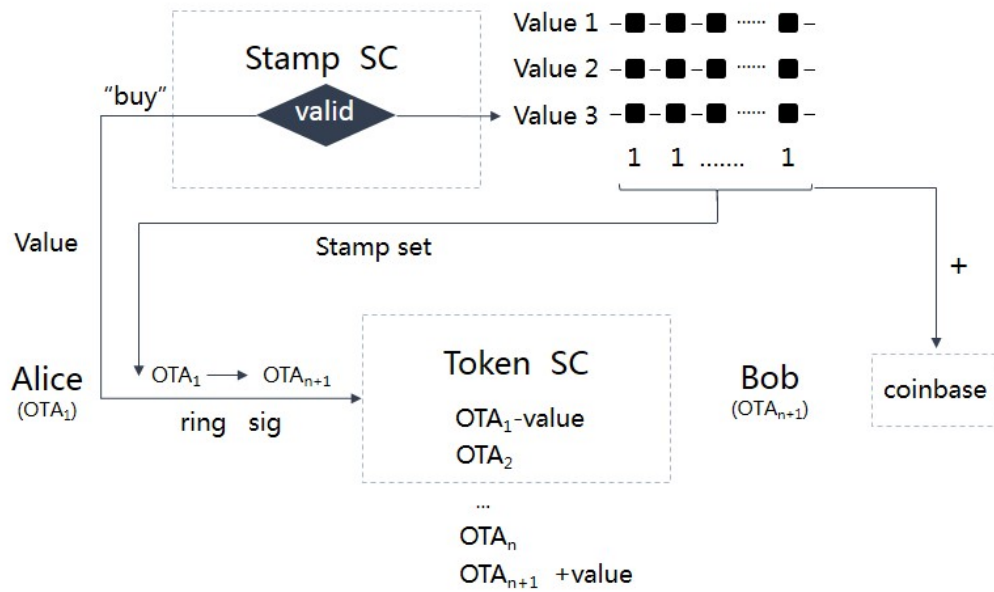 Value 1 ......
Stamp SC
Value 2 ......
"buy"
valid
Value 3 ......
1 1 ....... 1
Value
Stamp set
+
Alice
(OTA1)
OTA1 OTAn+1
ring sig
Token SC
OTA1-value
OTA2
...
OTAn
OTAn+1 +value
Bob
(OTAn+1)
coinbase